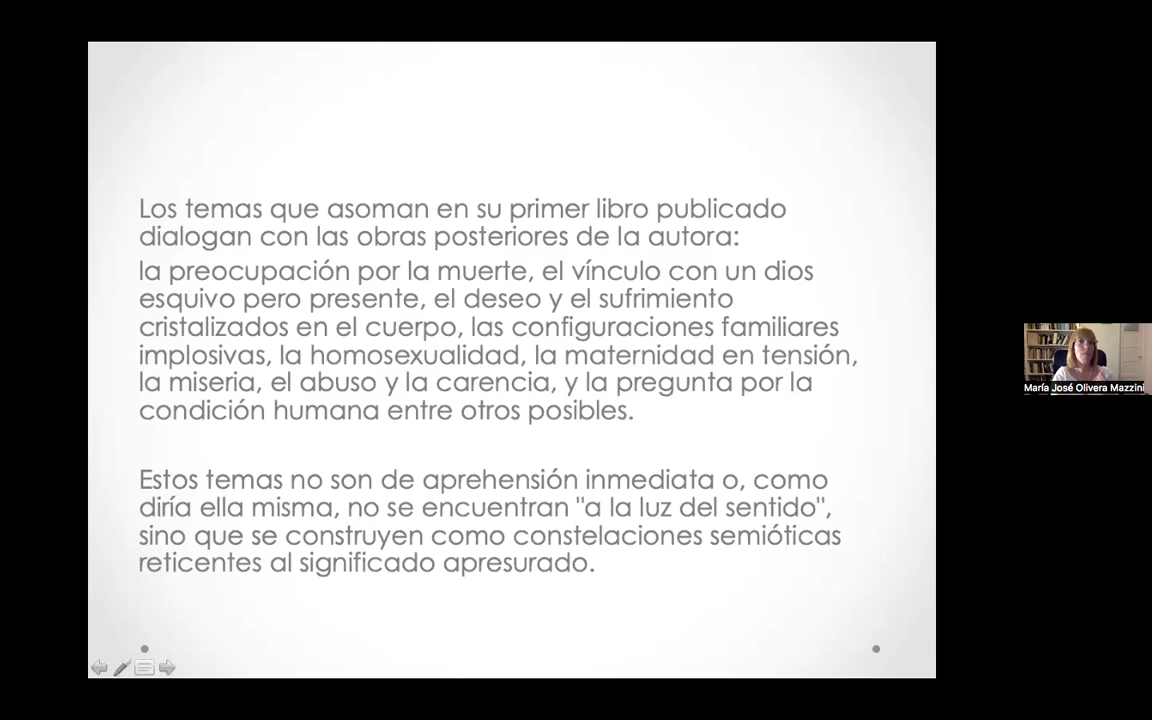 Los temas que asoman en su primer libro publicado
dialogan con las obras posteriores de la autora:
la preocupación por la muerte, el vínculo con un dios
esquivo pero presente, el deseo y el sufrimiento
cristalizados en el cuerpo, las configuraciones familiares
implosivas, la homosexualidad, la maternidad en tensión,
la miseria, el abuso y la carencia, y la pregunta por la
condición humana entre otros posibles.
Estos temas no son de aprehensión inmediata o, como
diría ella misma, no se encuentran "a la luz del sentido",
sino que se construyen como constelaciones semióticas
reticentes al significado apresurado.
María José Olivera Mazzini